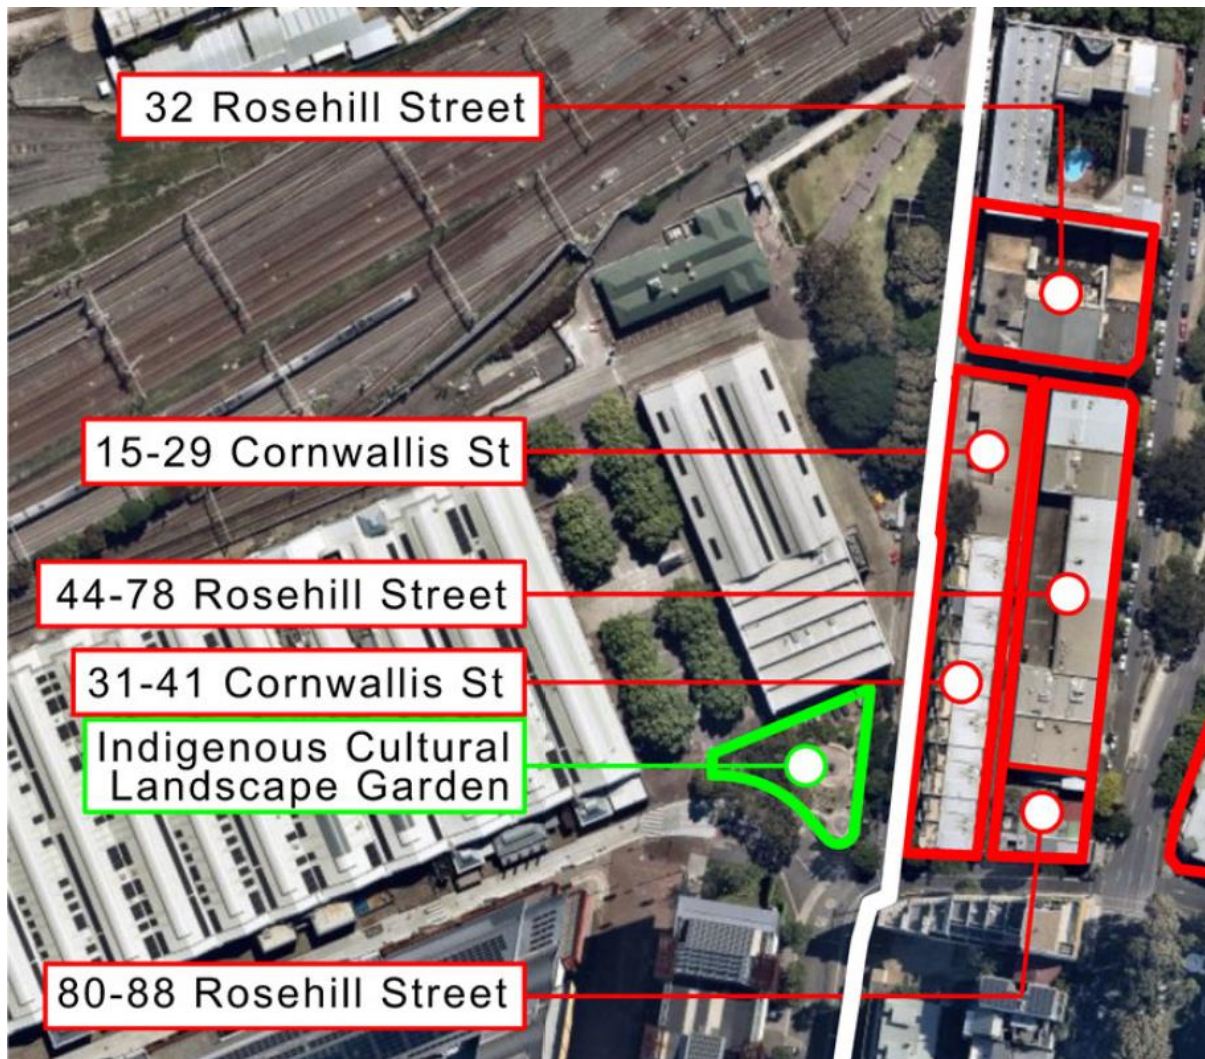 32 Rosehill Street
15-29 Cornwallis St
44-78 Rosehill Street
31-41 Cornwallis St
Indigenous Cultural
Landscape Garden
80-88 Rosehill Street